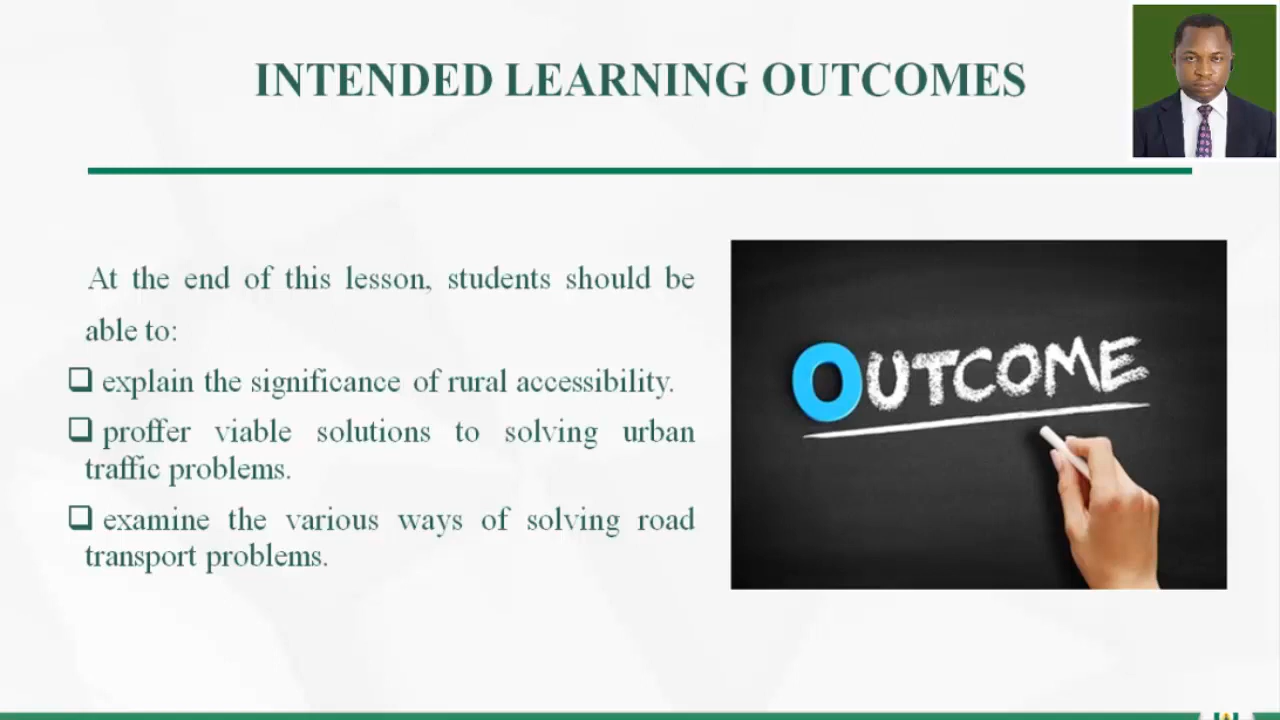 INTENDED LEARNING OUTCOMES
At the end of this lesson, students should be
able to:
❑ explain the significance of rural accessibility.
❑ proffer viable solutions to solving urban
traffic problems.
❑ examine the various ways of solving road
transport problems.
OUTCOME